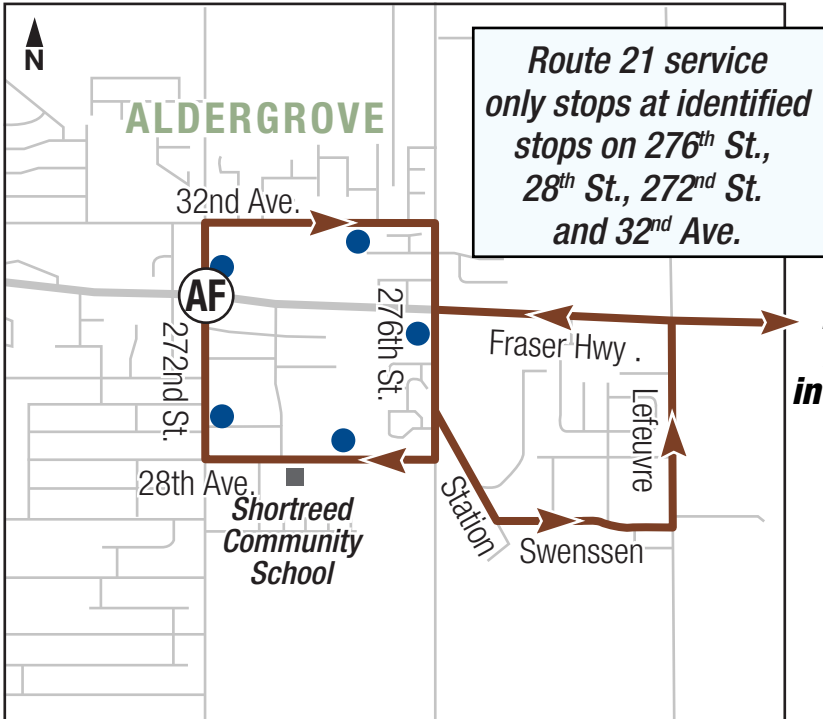 N
ALDERGROVE
Route 21 service
only stops at identified
stops on 276th St.,
28th St., 272nd St.
and 32nd Ave.
32nd Ave.
AF
272nd St.
276th St.
Fraser Hwy .
Lefeuvre
in
28th Ave.
Shortreed
Community
School
Station
Swenssen